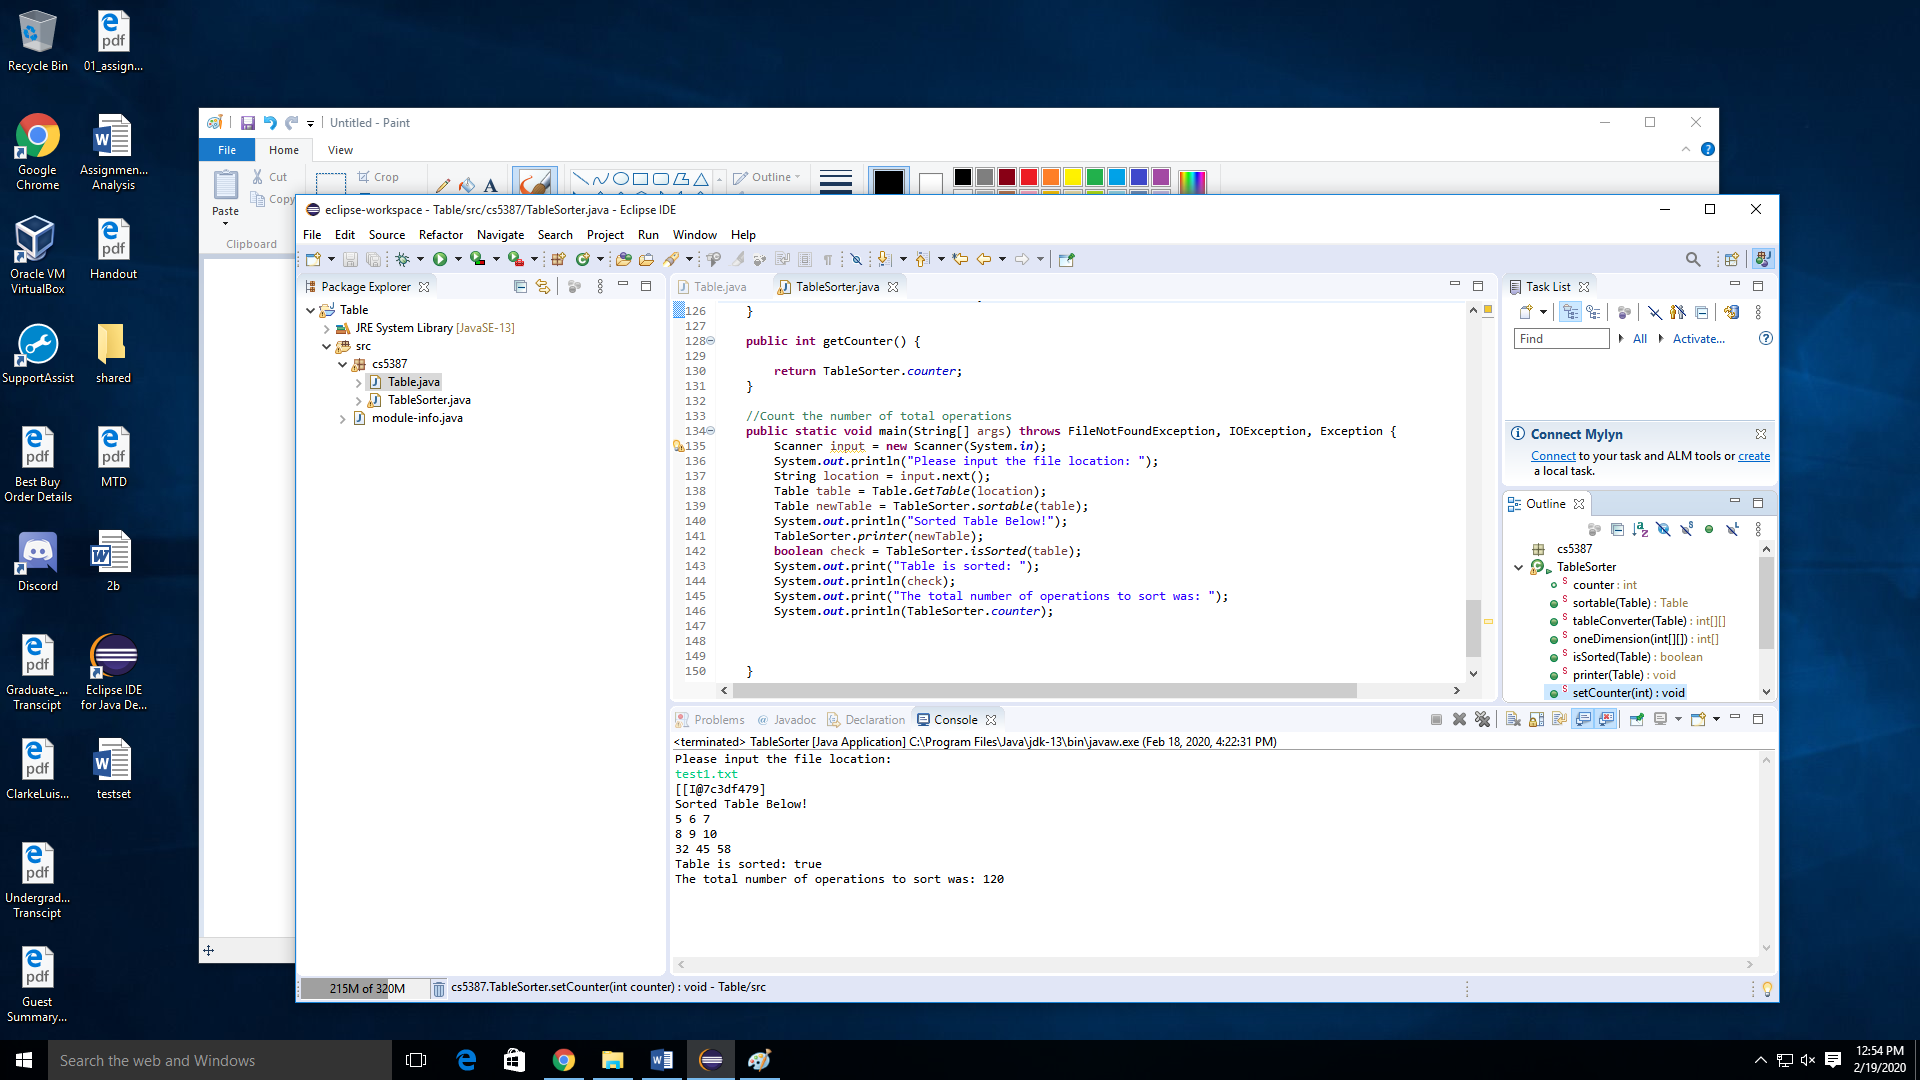 Recycle Bin
01_assign...
Google
Chrome
Assignmen...
Analysis
Oracle VM
VirtualBox
Handout
SupportAssist
shared
Best Buy
Order Details
MTD
Discord
2b
Graduate_...
Transcipt
Eclipse IDE
for Java De...
ClarkeLuis...
testset
Undergrad...
Transcipt
Guest
Summary...
Untitled - Paint
File
Home
View
Paste
Cut
Copy
Clipboard
Crop
Outline
eclipse-workspace - Table/src/cs5387/TableSorter.java - Eclipse IDE
File Edit Source Refactor Navigate Search Project Run Window Help
Package Explorer
Table
JRE System Library [JavaSE-13]
src
cs5387
Table.java
TableSorter.java
module-info.java
Table.java
TableSorter.java
126 }
127
128 public int getCounter() {
129
130 return TableSorter.counter;
131 }
132
133 //Count the number of total operations
134 public static void main(String[] args) throws FileNotFoundException, IOException, Exception {
135 Scanner input = new Scanner(System.in);
136 System.out.println("Please input the file location: ");
137 String location = input.next();
138 Table table = Table.GetTable(location);
139 Table newTable = TableSorter.sortable(table);
140 System.out.println("Sorted Table Below!");
141 TableSorter.printer(newTable);
142 boolean check = TableSorter.isSorted(table);
143 System.out.print("Table is sorted: ");
144 System.out.println(check);
145 System.out.print("The total number of operations to sort was: ");
146 System.out.println(TableSorter.counter);
147
148
149
150 }
Task List
Find
All
Activate...
Connect Mylyn
Connect to your task and ALM tools or create
a local task.
Outline
cs5387
TableSorter
counter : int
sortable(Table) : Table
tableConverter(Table) : int[][]
oneDimension(int[][]) : int[]
isSorted(Table) : boolean
printer(Table) : void
setCounter(int) : void
Problems
Javadoc
Declaration
Console
<terminated> TableSorter [Java Application] C:\Program Files\Java\jdk-13\bin\javaw.exe (Feb 18, 2020, 4:22:31 PM)
Please input the file location:
test1.txt
[[I@7c3df479]
Sorted Table Below!
5 6 7
8 9 10
32 45 58
Table is sorted: true
The total number of operations to sort was: 120
215M of 320M
cs5387.TableSorter.setCounter(int counter) : void - Table/src
Search the web and Windows
12:54 PM
2/19/2020